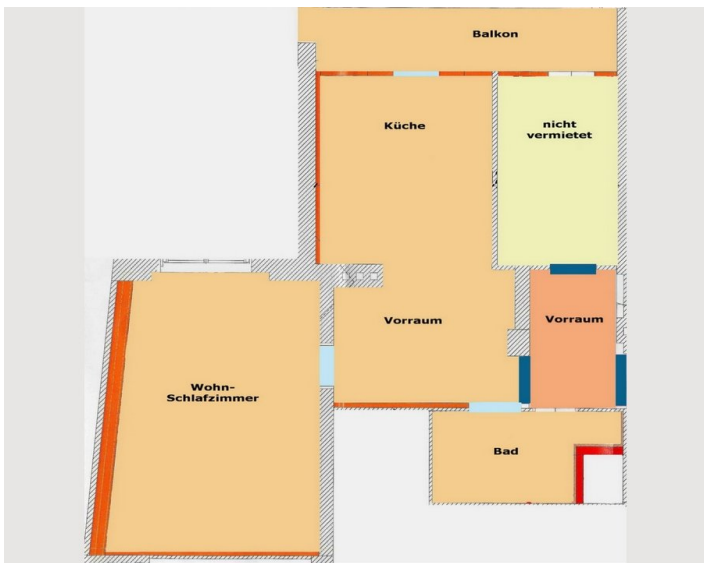 Balkon
Küche
nicht
vermietet
Vorraum
Vorraum
Wohn-
Schlafzimmer
Bad